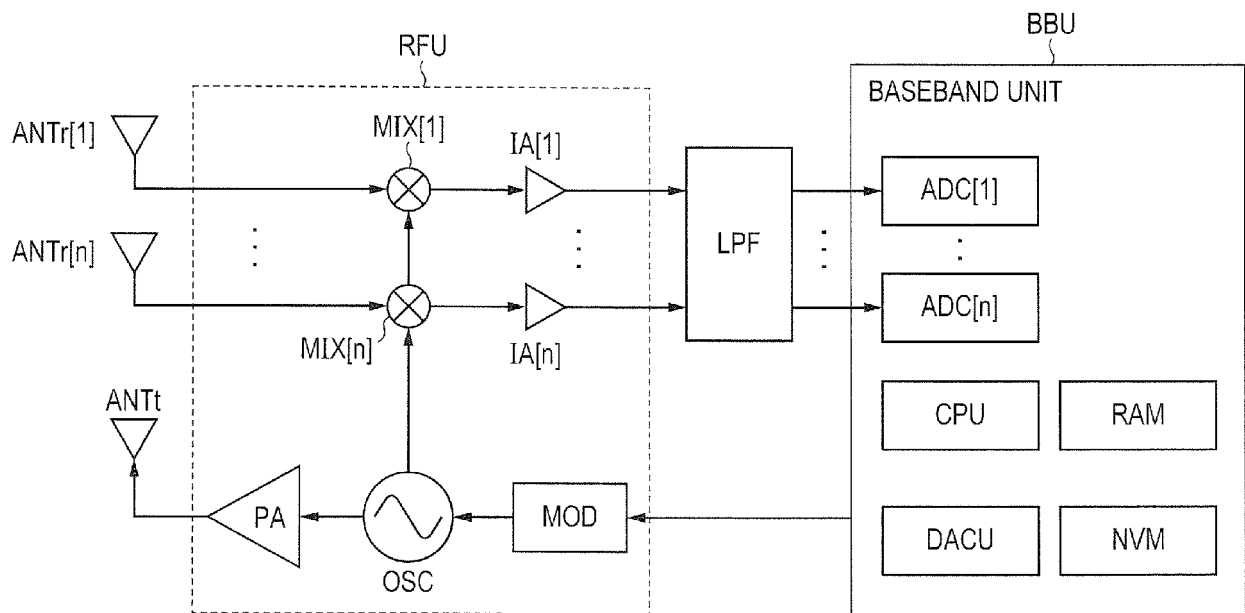 BBU
RFU
BASEBAND UNIT
ANTr[1]
MIX[1]
IA[1]
ADC[1]
ANTr[n]
LPF
MIX[n]
IA[n]
ADC[n]
ANTt
CPU
RAM
PA
OSC
MOD
DACU
NVM